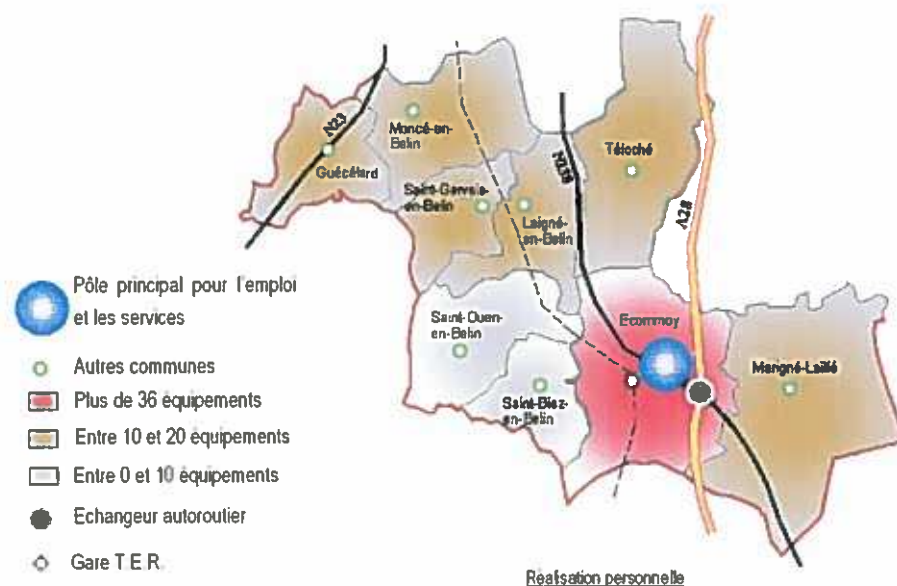 N23
Moncé-en-
Belin
Guécélard
Saint-Gervais-
en-Belin
Laigné-
en-Belin
N138
Téloché
A28
Saint-Ouen-
en-Belin
Saint-Biez-
en-Belin
Ecommoy
Marigné-Laillé
Pôle principal pour l'emploi
et les services
Autres communes
Plus de 36 équipements
Entre 10 et 20 équipements
Entre 0 et 10 équipements
Echangeur autoroutier
Gare T.E.R.
Réalisation personnelle